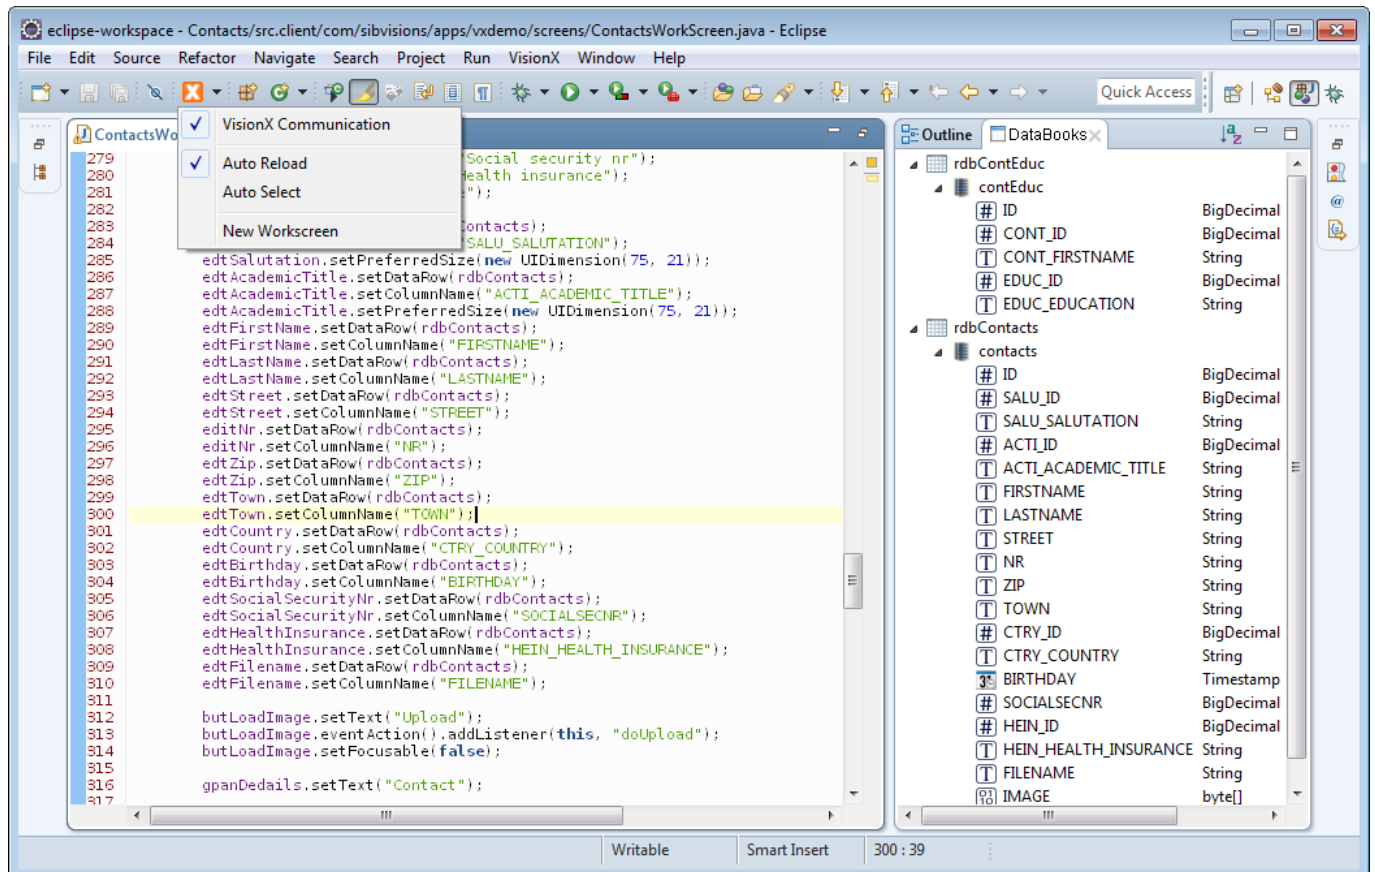 eclipse-workspace - Contacts/src.client/com/sibvisions/apps/vxdemo/screens/ContactsWorkScreen.java - Eclipse
File Edit Source Refactor Navigate Search Project Run VisionX Window Help
Quick Access
ContactsWo
VisionX Communication
Auto Reload
Auto Select
New Workscreen
279 "Social security nr");
280 ealth insurance");
281 ");
282
283 ontacts);
284 "SALU_SALUTATION");
285 edtSalutation.setPreferredSize(new UIDimension(75, 21));
286 edtAcademicTitle.setDataRow(rdbContacts);
287 edtAcademicTitle.setColumnName("ACTI_ACADEMIC_TITLE");
288 edtAcademicTitle.setPreferredSize(new UIDimension(75, 21));
289 edtFirstName.setDataRow(rdbContacts);
290 edtFirstName.setColumnName("FIRSTNAME");
291 edtLastName.setDataRow(rdbContacts);
292 edtLastName.setColumnName("LASTNAME");
293 edtStreet.setDataRow(rdbContacts);
294 edtStreet.setColumnName("STREET");
295 editNr.setDataRow(rdbContacts);
296 editNr.setColumnName("NR");
297 edtZip.setDataRow(rdbContacts);
298 edtZip.setColumnName("ZIP");
299 edtTown.setDataRow(rdbContacts);
300 edtTown.setColumnName("TOWN");
301 edtCountry.setDataRow(rdbContacts);
302 edtCountry.setColumnName("CTRY_COUNTRY");
303 edtBirthday.setDataRow(rdbContacts);
304 edtBirthday.setColumnName("BIRTHDAY");
305 edtSocialSecurityNr.setDataRow(rdbContacts);
306 edtSocialSecurityNr.setColumnName("SOCIALSECNR");
307 edtHealthInsurance.setDataRow(rdbContacts);
308 edtHealthInsurance.setColumnName("HEIN_HEALTH_INSURANCE");
309 edtFilename.setDataRow(rdbContacts);
310 edtFilename.setColumnName("FILENAME");
311
312 butLoadImage.setText("Upload");
313 butLoadImage.eventAction().addListener(this, "doUpload");
314 butLoadImage.setFocusable(false);
315
316 gpanDedails.setText("Contact");
317
Outline DataBooks
rdbContEduc
contEduc
# ID BigDecimal
# CONT_ID BigDecimal
T CONT_FIRSTNAME String
# EDUC_ID BigDecimal
T EDUC_EDUCATION String
rdbContacts
contacts
# ID BigDecimal
# SALU_ID BigDecimal
T SALU_SALUTATION String
# ACTI_ID BigDecimal
T ACTI_ACADEMIC_TITLE String
T FIRSTNAME String
T LASTNAME String
T STREET String
T NR String
T ZIP String
T TOWN String
# CTRY_ID BigDecimal
T CTRY_COUNTRY String
BIRTHDAY Timestamp
# SOCIALSECNR BigDecimal
# HEIN_ID BigDecimal
T HEIN_HEALTH_INSURANCE String
T FILENAME String
IMAGE byte[]
Writable Smart Insert 300 : 39